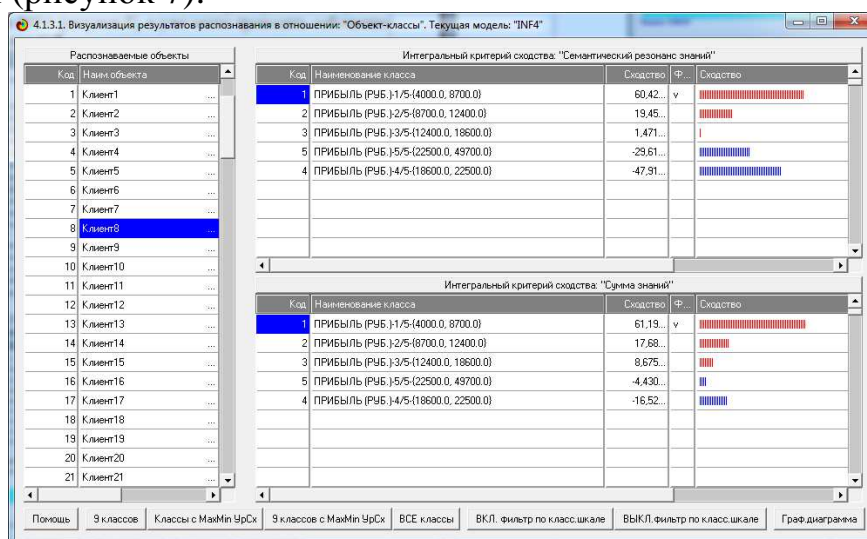 (рисунок 7).
4.1.3.1. Визуализация результатов распознавания в отношении: "Объект-классы". Текущая модель: "INF4"
Распознаваемые объекты
Код Наим.объекта
1 Клиент1 ...
2 Клиент2 ...
3 Клиент3 ...
4 Клиент4 ...
5 Клиент5 ...
6 Клиент6 ...
7 Клиент7 ...
8 Клиент8 ...
9 Клиент9 ...
10 Клиент10 ...
11 Клиент11 ...
12 Клиент12 ...
13 Клиент13 ...
14 Клиент14 ...
15 Клиент15 ...
16 Клиент16 ...
17 Клиент17 ...
18 Клиент18 ...
19 Клиент19 ...
20 Клиент20 ...
21 Клиент21 ...
Интегральный критерий сходства: "Семантический резонанс знаний"
Код Наименование класса Сходство Ф... Сходство
1 ПРИБЫЛЬ (РУБ.)-1/5-{4000.0, 8700.0} 60,42... v
2 ПРИБЫЛЬ (РУБ.)-2/5-{8700.0, 12400.0} 19,45...
3 ПРИБЫЛЬ (РУБ.)-3/5-{12400.0, 18600.0} 1,471...
5 ПРИБЫЛЬ (РУБ.)-5/5-{22500.0, 49700.0} -29,61...
4 ПРИБЫЛЬ (РУБ.)-4/5-{18600.0, 22500.0} -47,91...
Интегральный критерий сходства: "Сумма знаний"
Код Наименование класса Сходство Ф... Сходство
1 ПРИБЫЛЬ (РУБ.)-1/5-{4000.0, 8700.0} 61,19... v
2 ПРИБЫЛЬ (РУБ.)-2/5-{8700.0, 12400.0} 17,68...
3 ПРИБЫЛЬ (РУБ.)-3/5-{12400.0, 18600.0} 8,675...
5 ПРИБЫЛЬ (РУБ.)-5/5-{22500.0, 49700.0} -4,430...
4 ПРИБЫЛЬ (РУБ.)-4/5-{18600.0, 22500.0} -16,52...
Помощь 9 классов Классы с MaxMin УрСх 9 классов с MaxMin УрСх ВСЕ классы ВКЛ. фильтр по класс.шкале ВЫКЛ.фильтр по класс.шкале Граф.диаграмма